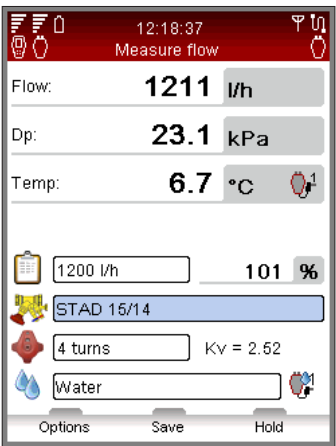 12:18:37
Measure flow
Flow: 1211 l/h
Dp: 23.1 kPa
Temp: 6.7 °C 1
1200 l/h 101 %
STAD 15/14
4 turns Kv = 2.52
Water
Options Save Hold